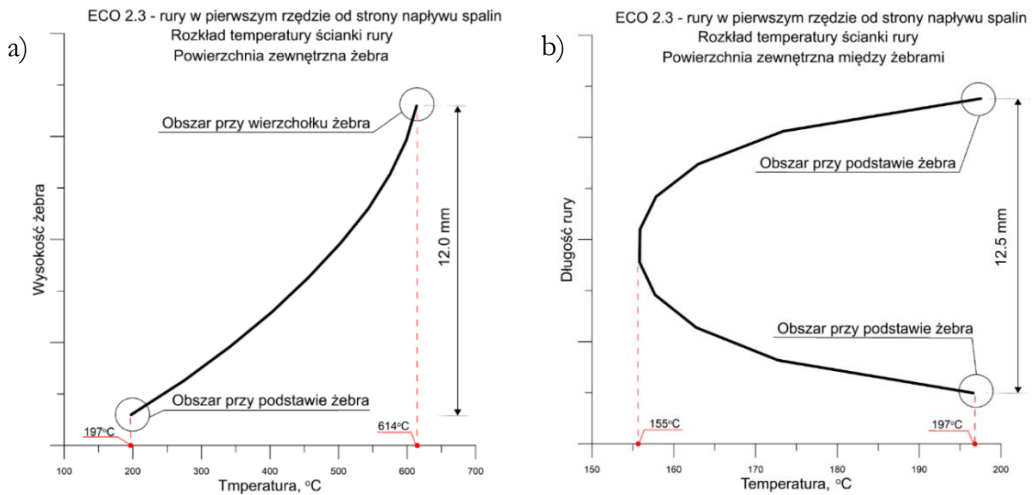 a)
ECO 2.3 - rury w pierwszym rzędzie od strony napływu spalin
Rozkład temperatury ścianki rury
Powierzchnia zewnętrzna żebra
Obszar przy wierzchołku żebra
Wysokość żebra
12.0 mm
Obszar przy podstawie żebra
197°C
614°C
100 200 300 400 500 600 700
Tmperatura, °C
b)
ECO 2.3 - rury w pierwszym rzędzie od strony napływu spalin
Rozkład temperatury ścianki rury
Powierzchnia zewnętrzna między żebrami
Obszar przy podstawie żebra
Długość rury
12.5 mm
Obszar przy podstawie żebra
155°C
197°C
150 160 170 180 190 200
Temperatura, °C